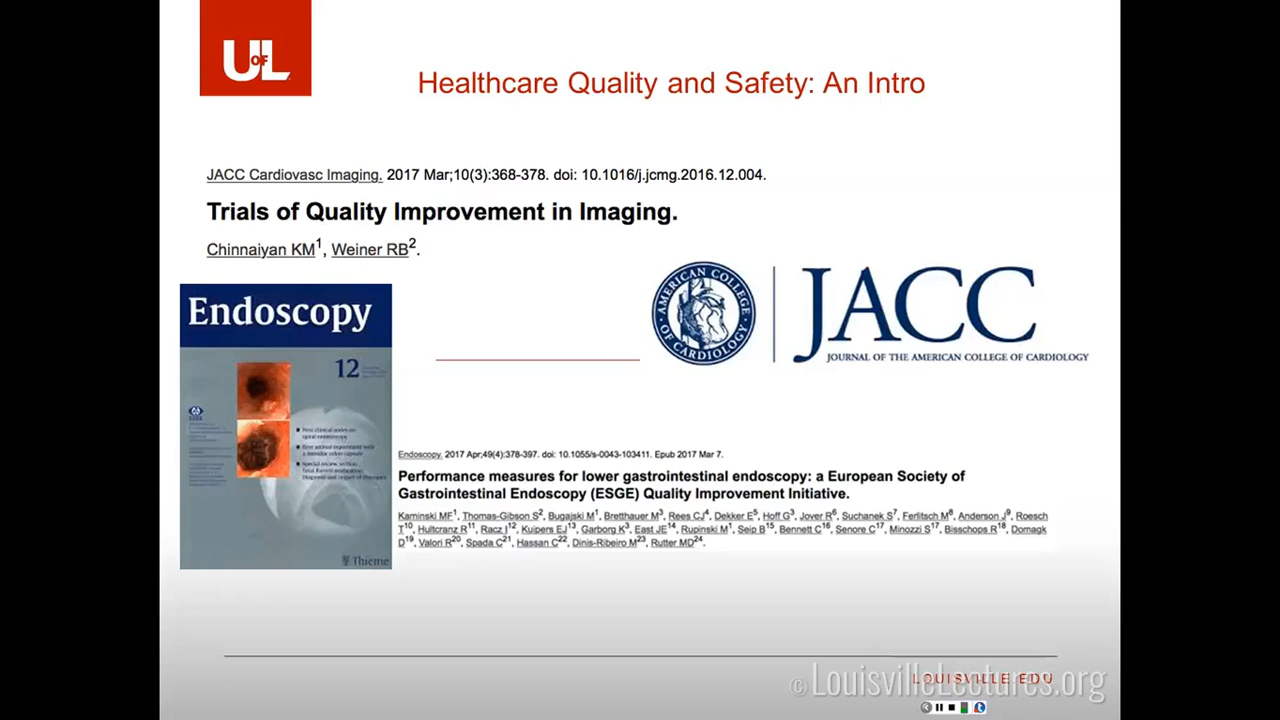 UofL
Healthcare Quality and Safety: An Intro
JACC Cardiovasc Imaging. 2017 Mar;10(3):368-378. doi: 10.1016/j.jcmg.2016.12.004.
Trials of Quality Improvement in Imaging.
Chinnaiyan KM1, Weiner RB2.
AMERICAN COLLEGE OF CARDIOLOGY
JACC
JOURNAL OF THE AMERICAN COLLEGE OF CARDIOLOGY
Endoscopy
12
Thieme
Endoscopy. 2017 Apr;49(4):378-397. doi: 10.1055/s-0043-103411. Epub 2017 Mar 7.
Performance measures for lower gastrointestinal endoscopy: a European Society of
Gastrointestinal Endoscopy (ESGE) Quality Improvement Initiative.
Kaminski MF1, Thomas-Gibson S2, Bugajski M1, Bretthauer M3, Rees CJ4, Dekker E5, Hoff G3, Jover R6, Suchanek S7, Ferlitsch M8, Anderson J9, Roesch
T10, Hultcranz R11, Racz I12, Kuipers EJ13, Garborg K3, East JE14, Rupinski M1, Seip B15, Bennett C16, Senore C17, Minozzi S17, Bisschops R18, Domagk
D19, Valori R20, Spada C21, Hassan C22, Dinis-Ribeiro M23, Rutter MD24.
LOUISVILLE.EDU
© LouisvilleLectures.org